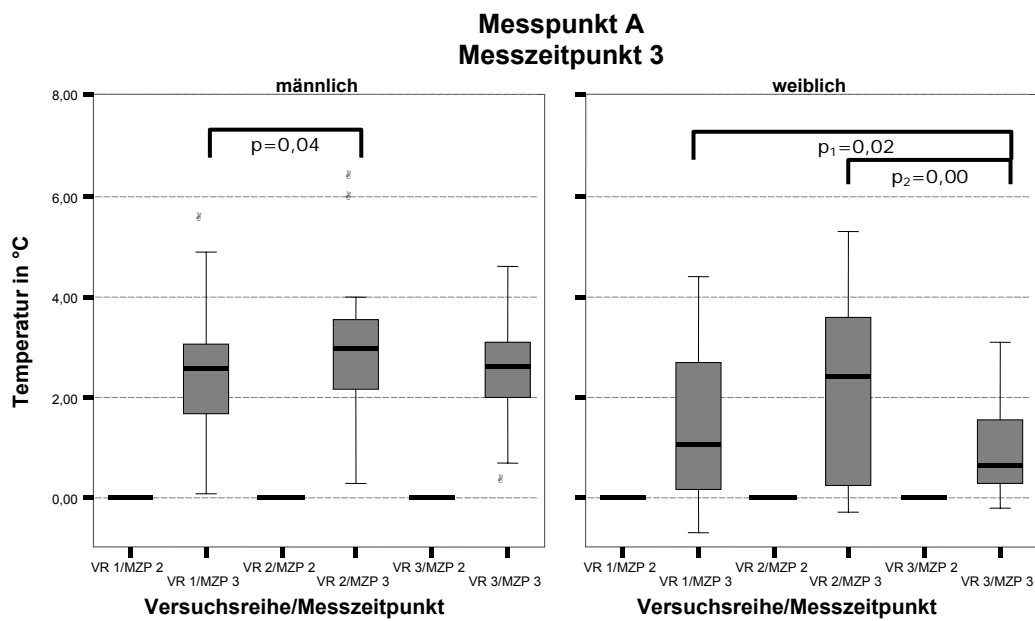 Messpunkt A
Messzeitpunkt 3
männlich
weiblich
8,00
6,00
4,00
2,00
0,00
Temperatur in °C
p=0,04
p₁=0,02
p₂=0,00
VR 1/MZP 2
VR 1/MZP 3
VR 2/MZP 2
VR 2/MZP 3
VR 3/MZP 2
VR 3/MZP 3
VR 1/MZP 2
VR 1/MZP 3
VR 2/MZP 2
VR 2/MZP 3
VR 3/MZP 2
VR 3/MZP 3
Versuchsreihe/Messzeitpunkt
Versuchsreihe/Messzeitpunkt